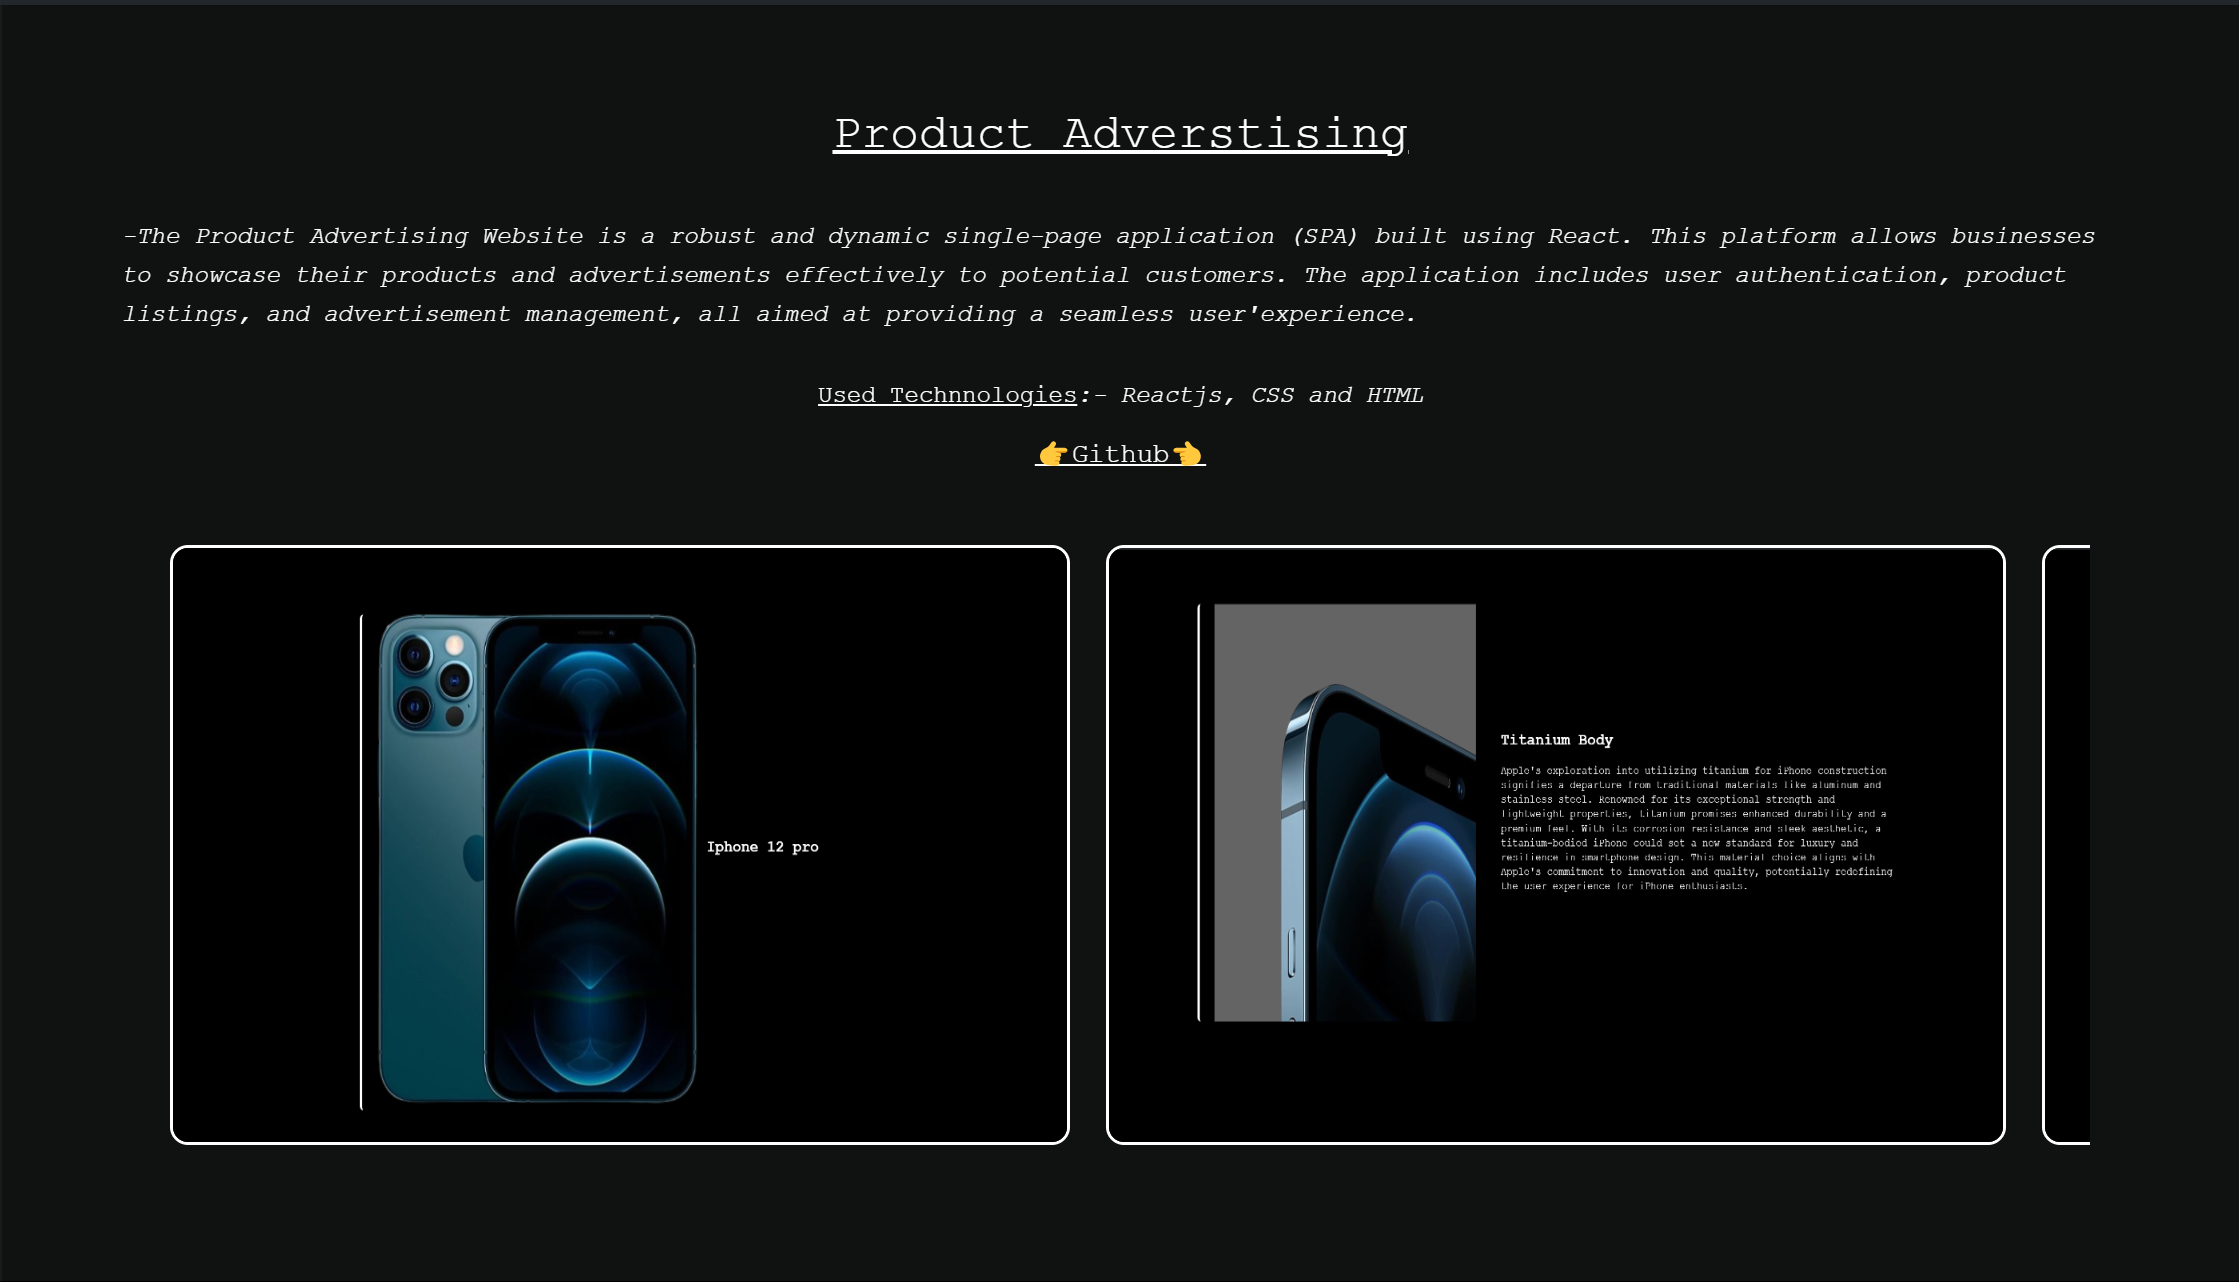 Product Adverstising
-The Product Advertising Website is a robust and dynamic single-page application (SPA) built using React. This platform allows businesses
to showcase their products and advertisements effectively to potential customers. The application includes user authentication, product
listings, and advertisement management, all aimed at providing a seamless user'experience.
Used Technnologies:- Reactjs, CSS and HTML
👉Github👈
Iphone 12 pro
Titanium Body
Apple's exploration into utilizing titanium for iPhone construction
signifies a departure from traditional materials like aluminum and
stainless steel. Renowned for its exceptional strength and
lightweight properties, titanium promises enhanced durability and a
premium feel. With its corrosion resistance and sleek aesthetic, a
titanium-bodied iPhone could set a new standard for luxury and
resilience in smartphone design. This material choice aligns with
Apple's commitment to innovation and quality, potentially redefining
the user experience for iPhone enthusiasts.